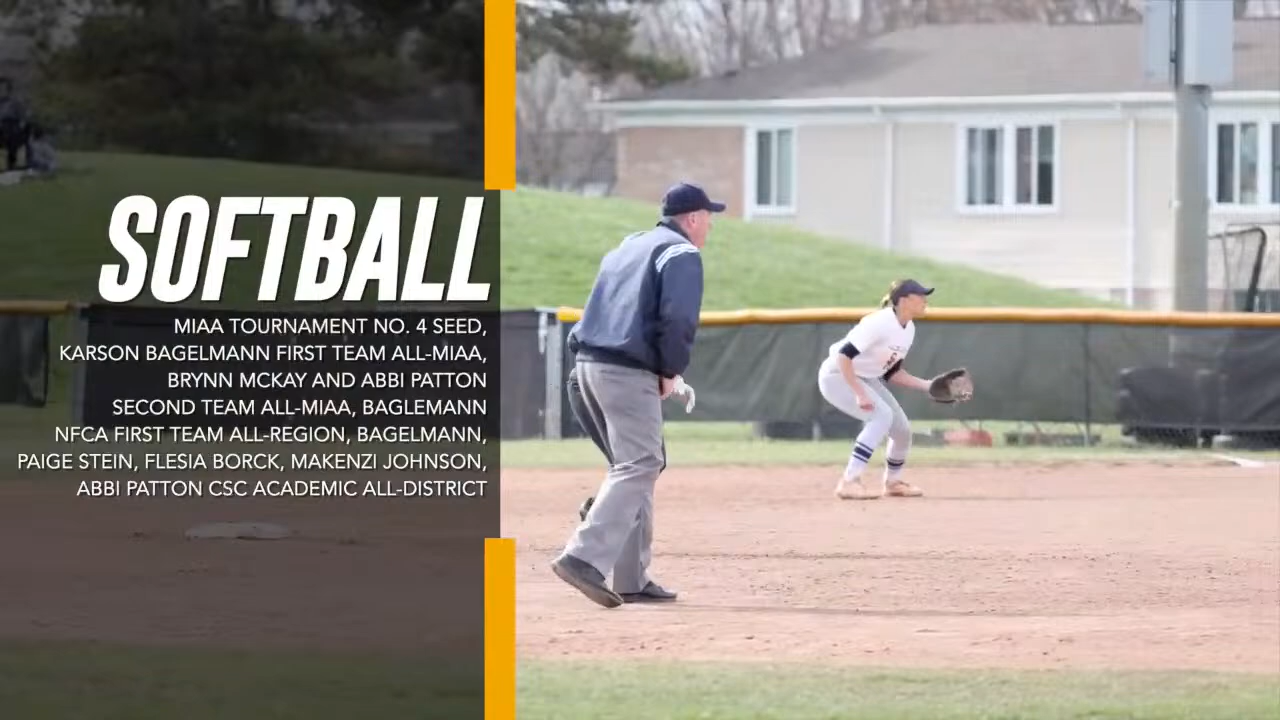 SOFTBALL
MIAA TOURNAMENT NO. 4 SEED,
KARSON BAGELMANN FIRST TEAM ALL-MIAA,
BRYNN MCKAY AND ABBI PATTON
SECOND TEAM ALL-MIAA, BAGLEMANN
NFCA FIRST TEAM ALL-REGION, BAGELMANN,
PAIGE STEIN, FLESIA BORCK, MAKENZI JOHNSON,
ABBI PATTON CSC ACADEMIC ALL-DISTRICT